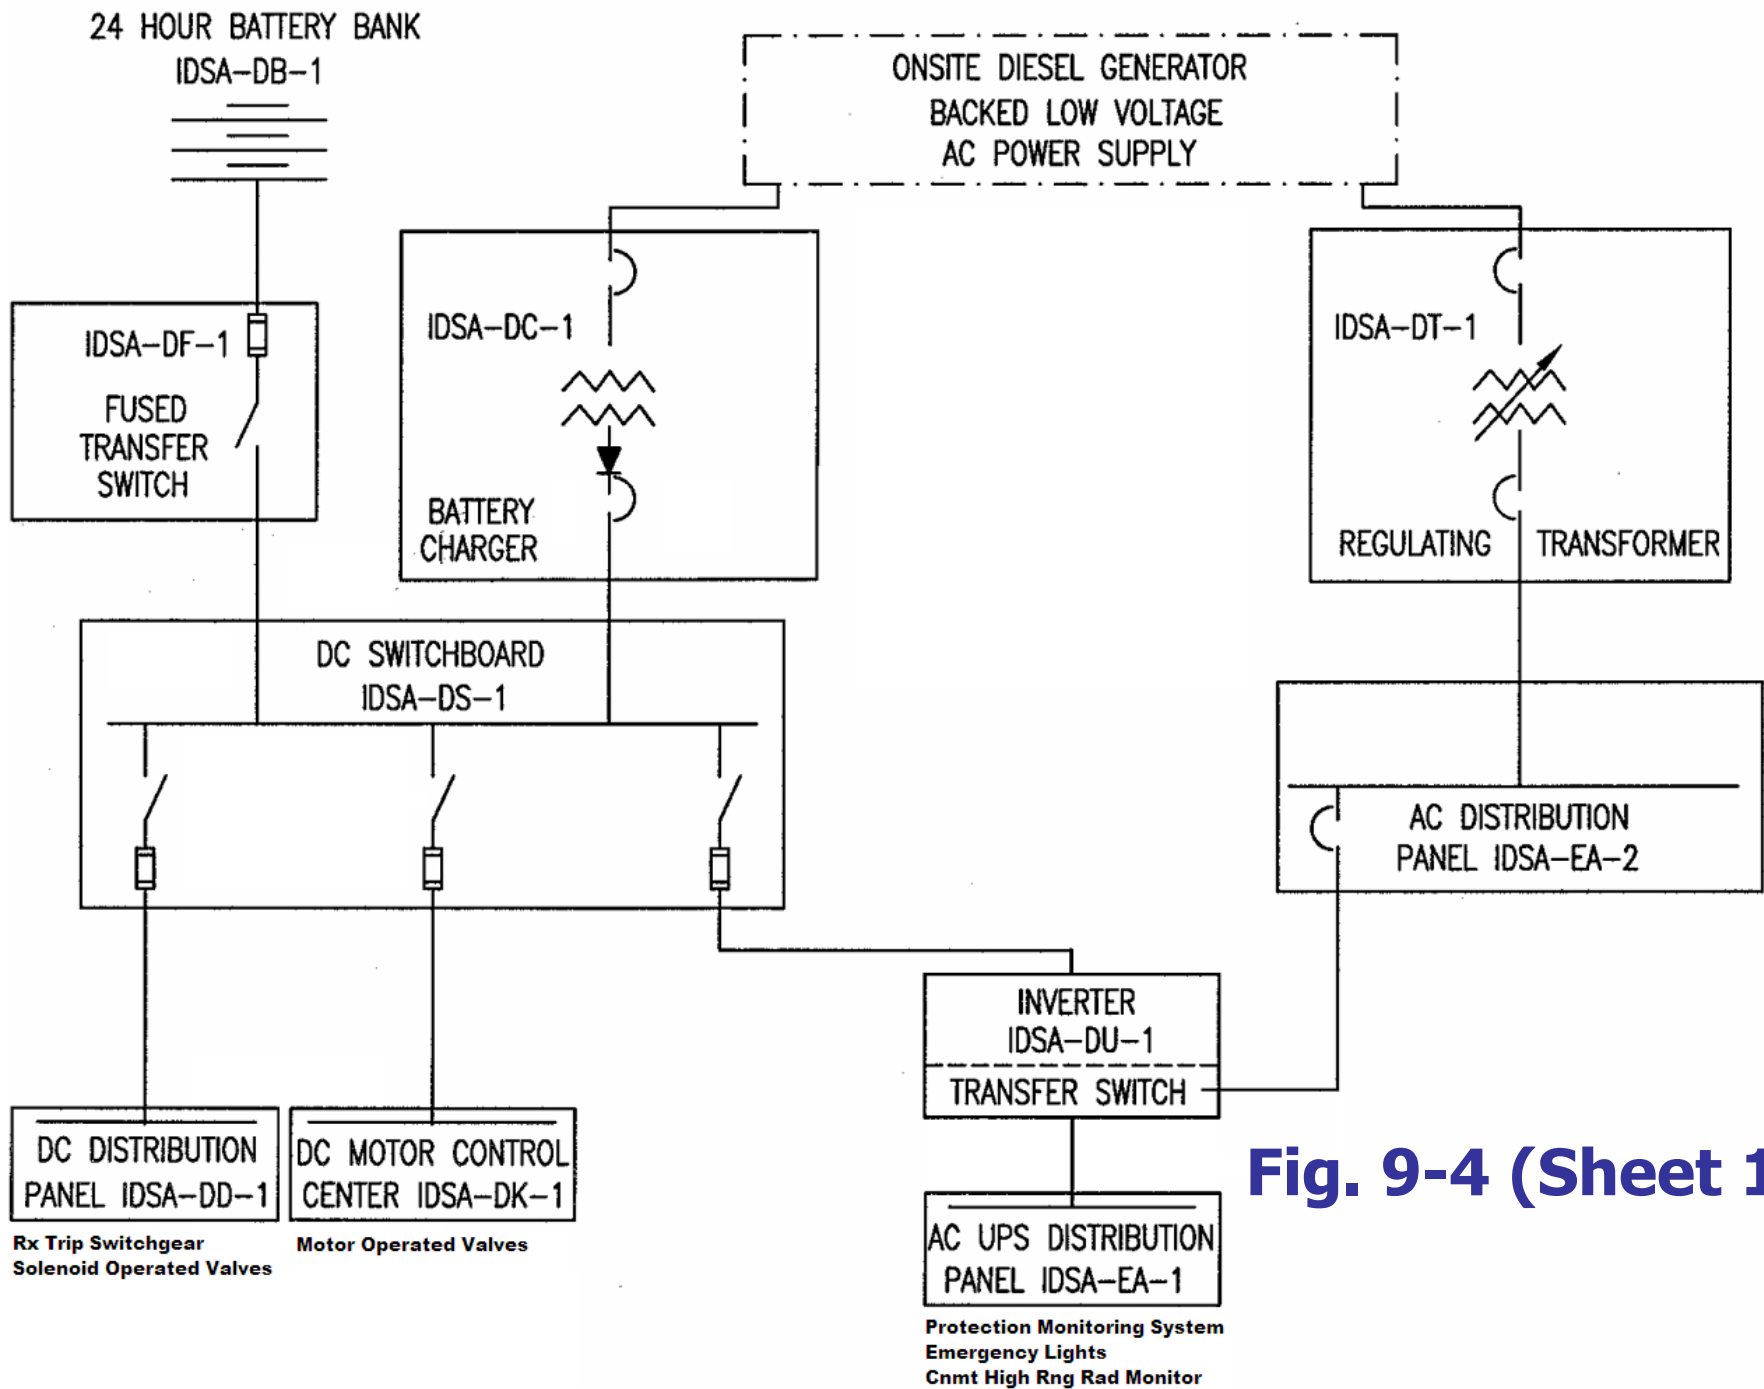 24 HOUR BATTERY BANK
IDSA-DB-1
ONSITE DIESEL GENERATOR
BACKED LOW VOLTAGE
AC POWER SUPPLY
IDSA-DF-1
FUSED
TRANSFER
SWITCH
IDSA-DC-1
BATTERY
CHARGER
IDSA-DT-1
REGULATING TRANSFORMER
DC SWITCHBOARD
IDSA-DS-1
AC DISTRIBUTION
PANEL IDSA-EA-2
INVERTER
IDSA-DU-1
TRANSFER SWITCH
DC DISTRIBUTION
PANEL IDSA-DD-1
Rx Trip Switchgear
Solenoid Operated Valves
DC MOTOR CONTROL
CENTER IDSA-DK-1
Motor Operated Valves
AC UPS DISTRIBUTION
PANEL IDSA-EA-1
Protection Monitoring System
Emergency Lights
Cnmt High Rng Rad Monitor
Fig. 9-4 (Sheet 1